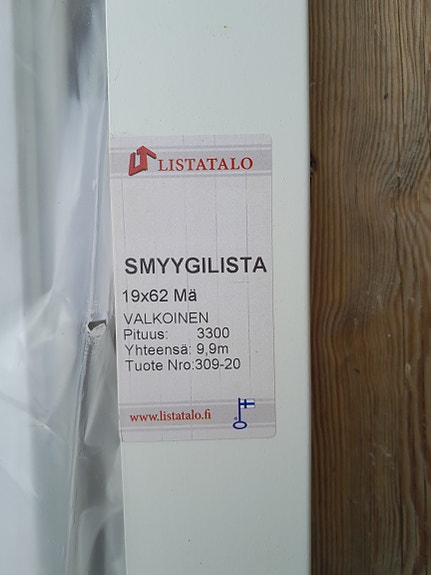 LISTATALO
SMYYGILISTA
19x62 Mä
VALKOINEN
Pituus: 3300
Yhteensä: 9,9m
Tuote Nro:309-20
www.listatalo.fi